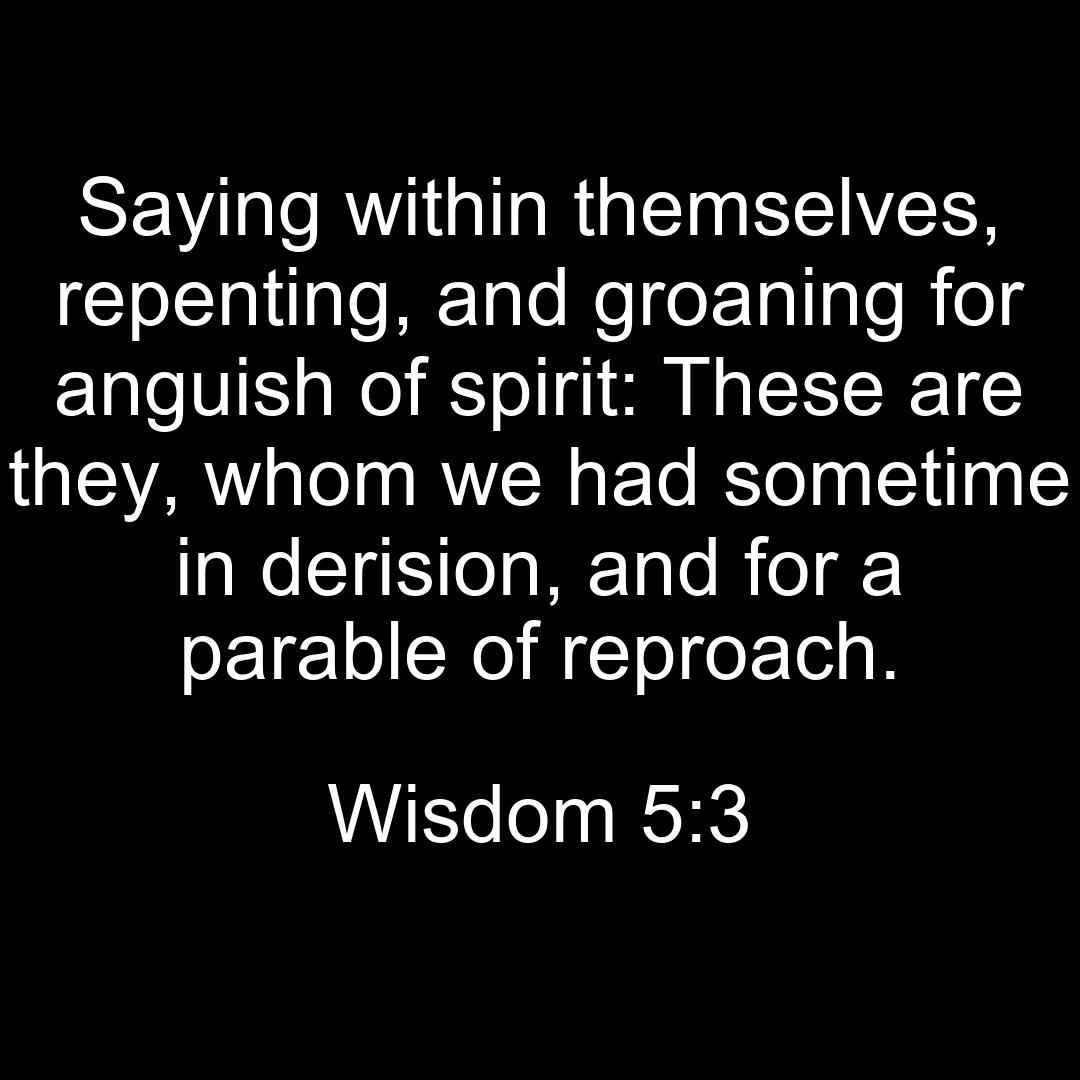 Saying within themselves,
repenting, and groaning for
anguish of spirit: These are
they, whom we had sometime
in derision, and for a
parable of reproach.
Wisdom 5:3